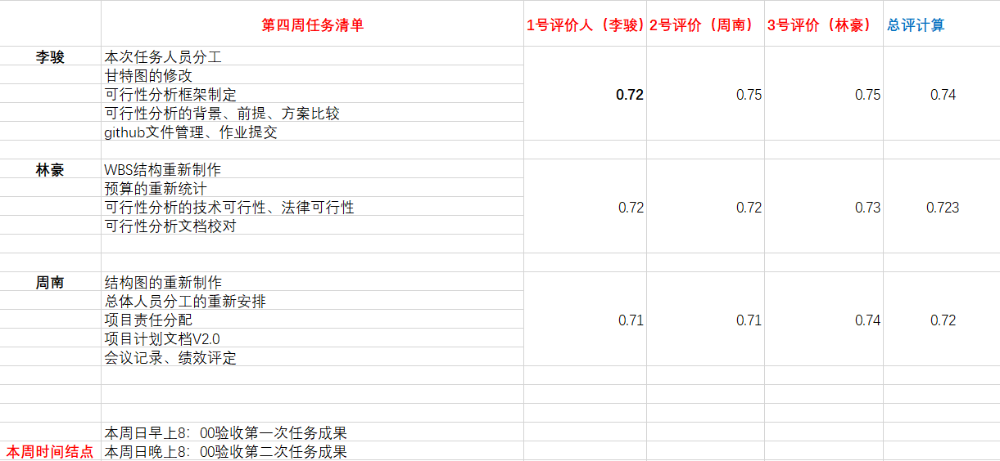 第四周任务清单 1号评价人（李骏） 2号评价（周南） 3号评价（林豪） 总评计算
李骏 本次任务人员分工
甘特图的修改
可行性分析框架制定 0.72 0.75 0.75 0.74
可行性分析的背景、前提、方案比较
github文件管理、作业提交
林豪 WBS结构重新制作
预算的重新统计
可行性分析的技术可行性、法律可行性 0.72 0.72 0.73 0.723
可行性分析文档校对
周南 结构图的重新制作
总体人员分工的重新安排
项目责任分配 0.71 0.71 0.74 0.72
项目计划文档V2.0
会议记录、绩效评定
本周日早上8：00验收第一次任务成果
本周时间结点 本周日晚上8：00验收第二次任务成果